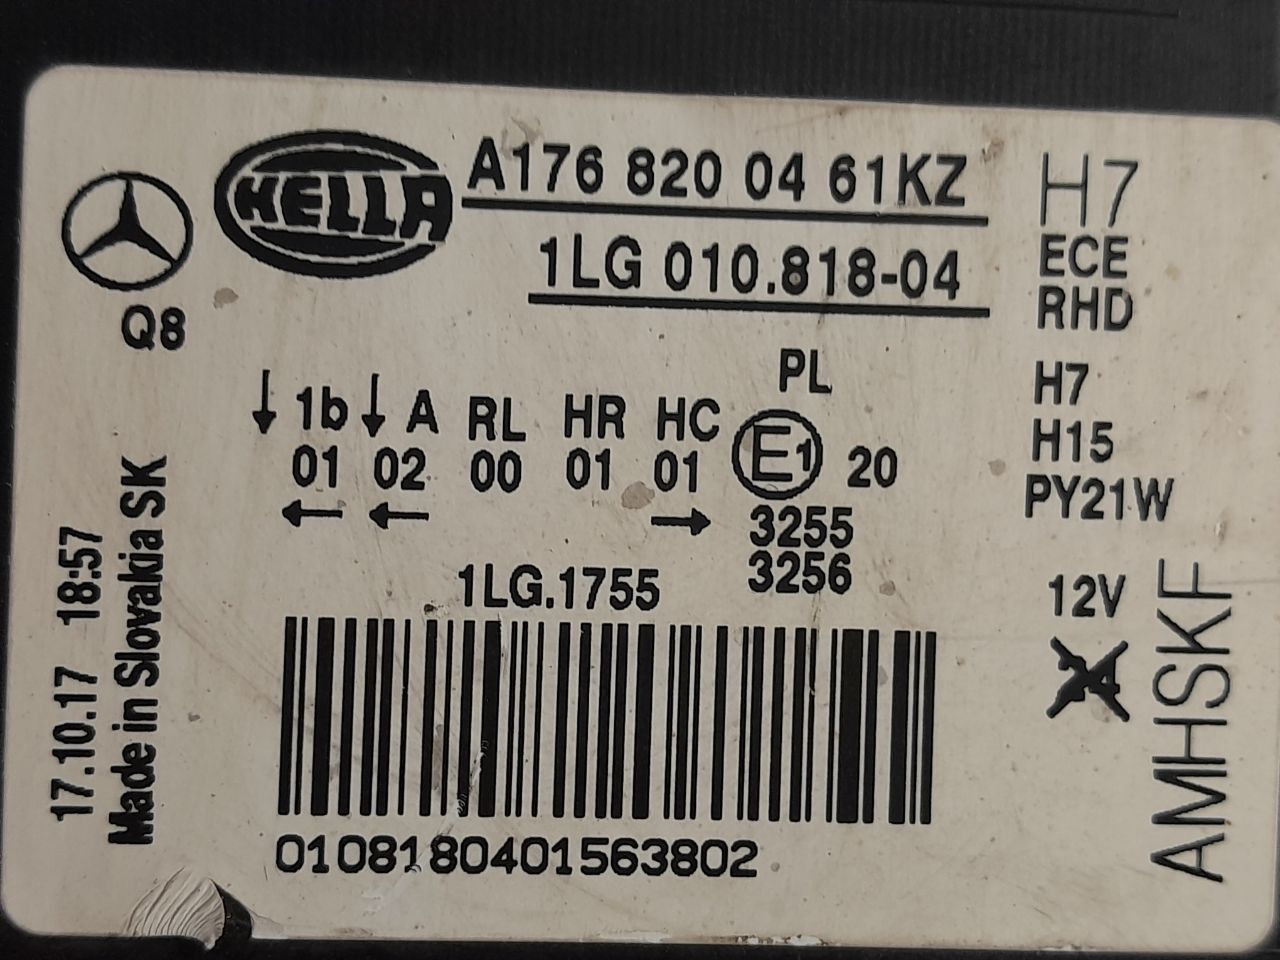 HELLA
A176 820 04 61KZ
1LG 010.818-04
H7
ECE
RHD
Q8
PL
↓ 1b ↓ A RL HR HC
01 02 00 01 01 E1 20
← ← →
3255
3256
H7
H15
PY21W
12V
1LG.1755
0108180401563802
17.10.17 18:57
Made in Slovakia SK
AMHSKF